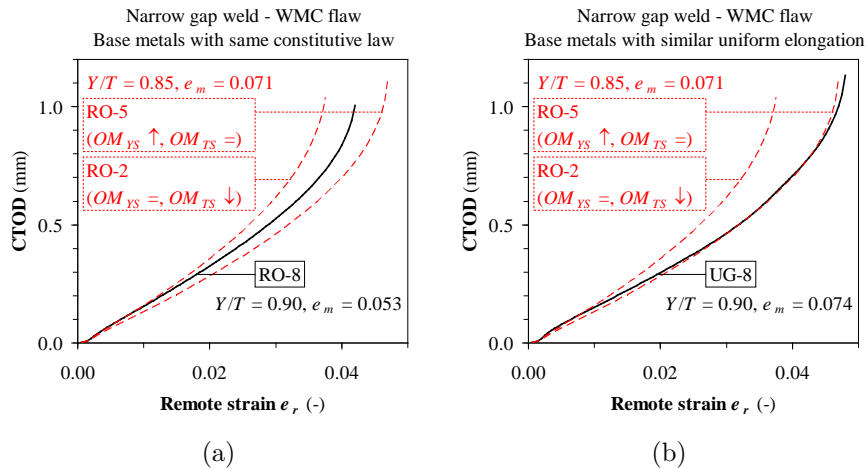 Narrow gap weld - WMC flaw
Base metals with same constitutive law
Y/T = 0.85, e_m = 0.071
RO-5
(OM_YS ↑, OM_TS =)
RO-2
(OM_YS =, OM_TS ↓)
RO-8
Y/T = 0.90, e_m = 0.053
CTOD (mm)
1.0
0.5
0.0
0.00 0.02 0.04
Remote strain e_r (-)
(a)
Narrow gap weld - WMC flaw
Base metals with similar uniform elongation
Y/T = 0.85, e_m = 0.071
RO-5
(OM_YS ↑, OM_TS =)
RO-2
(OM_YS =, OM_TS ↓)
UG-8
Y/T = 0.90, e_m = 0.074
CTOD (mm)
1.0
0.5
0.0
0.00 0.02 0.04
Remote strain e_r (-)
(b)